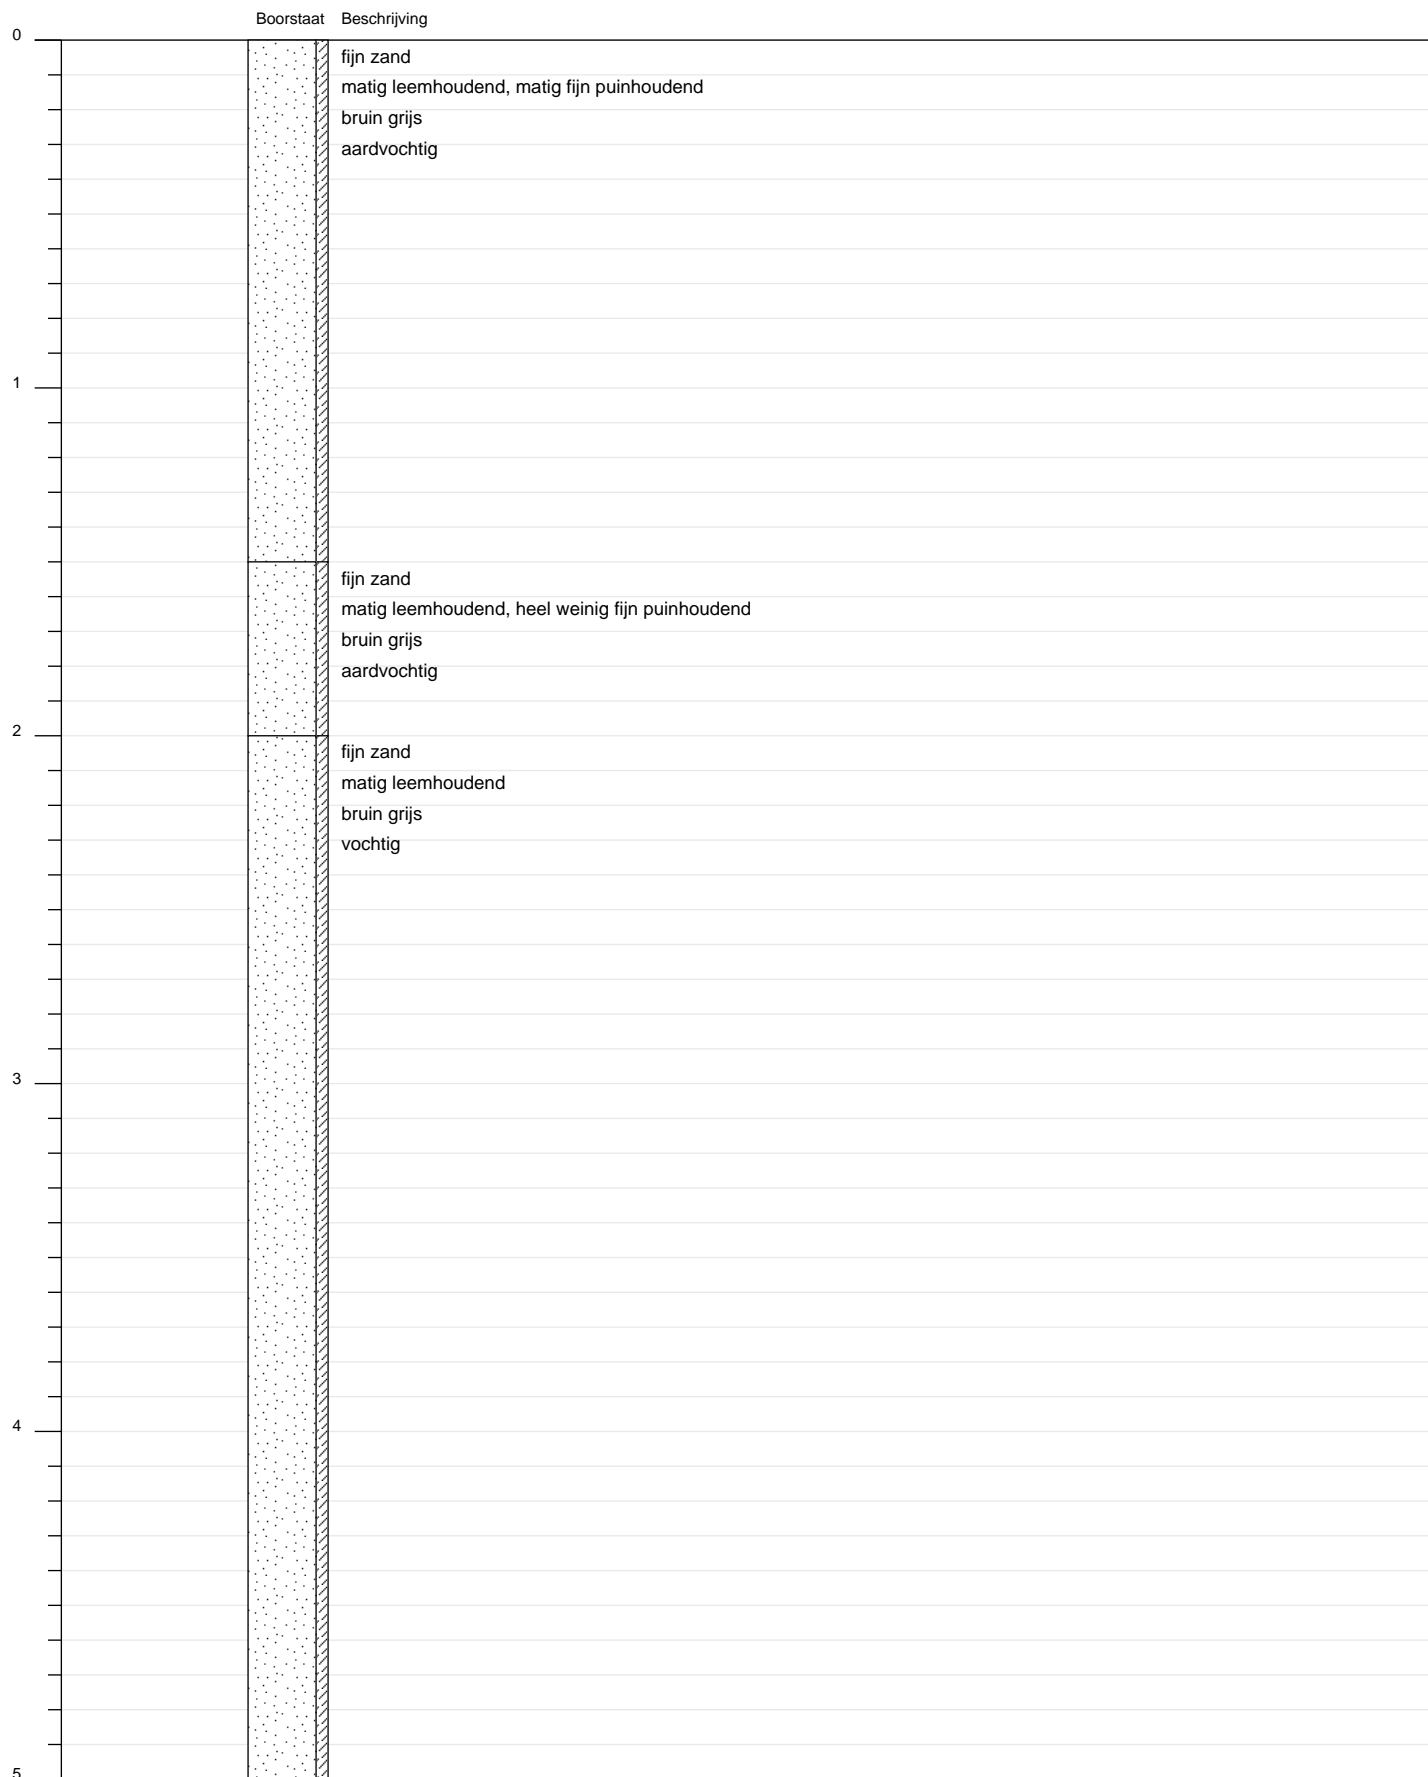 Boorstaat Beschrijving
0
fijn zand
matig leemhoudend, matig fijn puinhoudend
bruin grijs
aardvochtig
1
fijn zand
matig leemhoudend, heel weinig fijn puinhoudend
bruin grijs
aardvochtig
2
fijn zand
matig leemhoudend
bruin grijs
vochtig
3
4
5